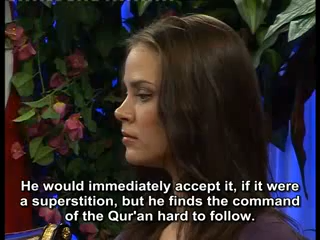 He would immediately accept it, if it were
a superstition, but he finds the command
of the Qur'an hard to follow.